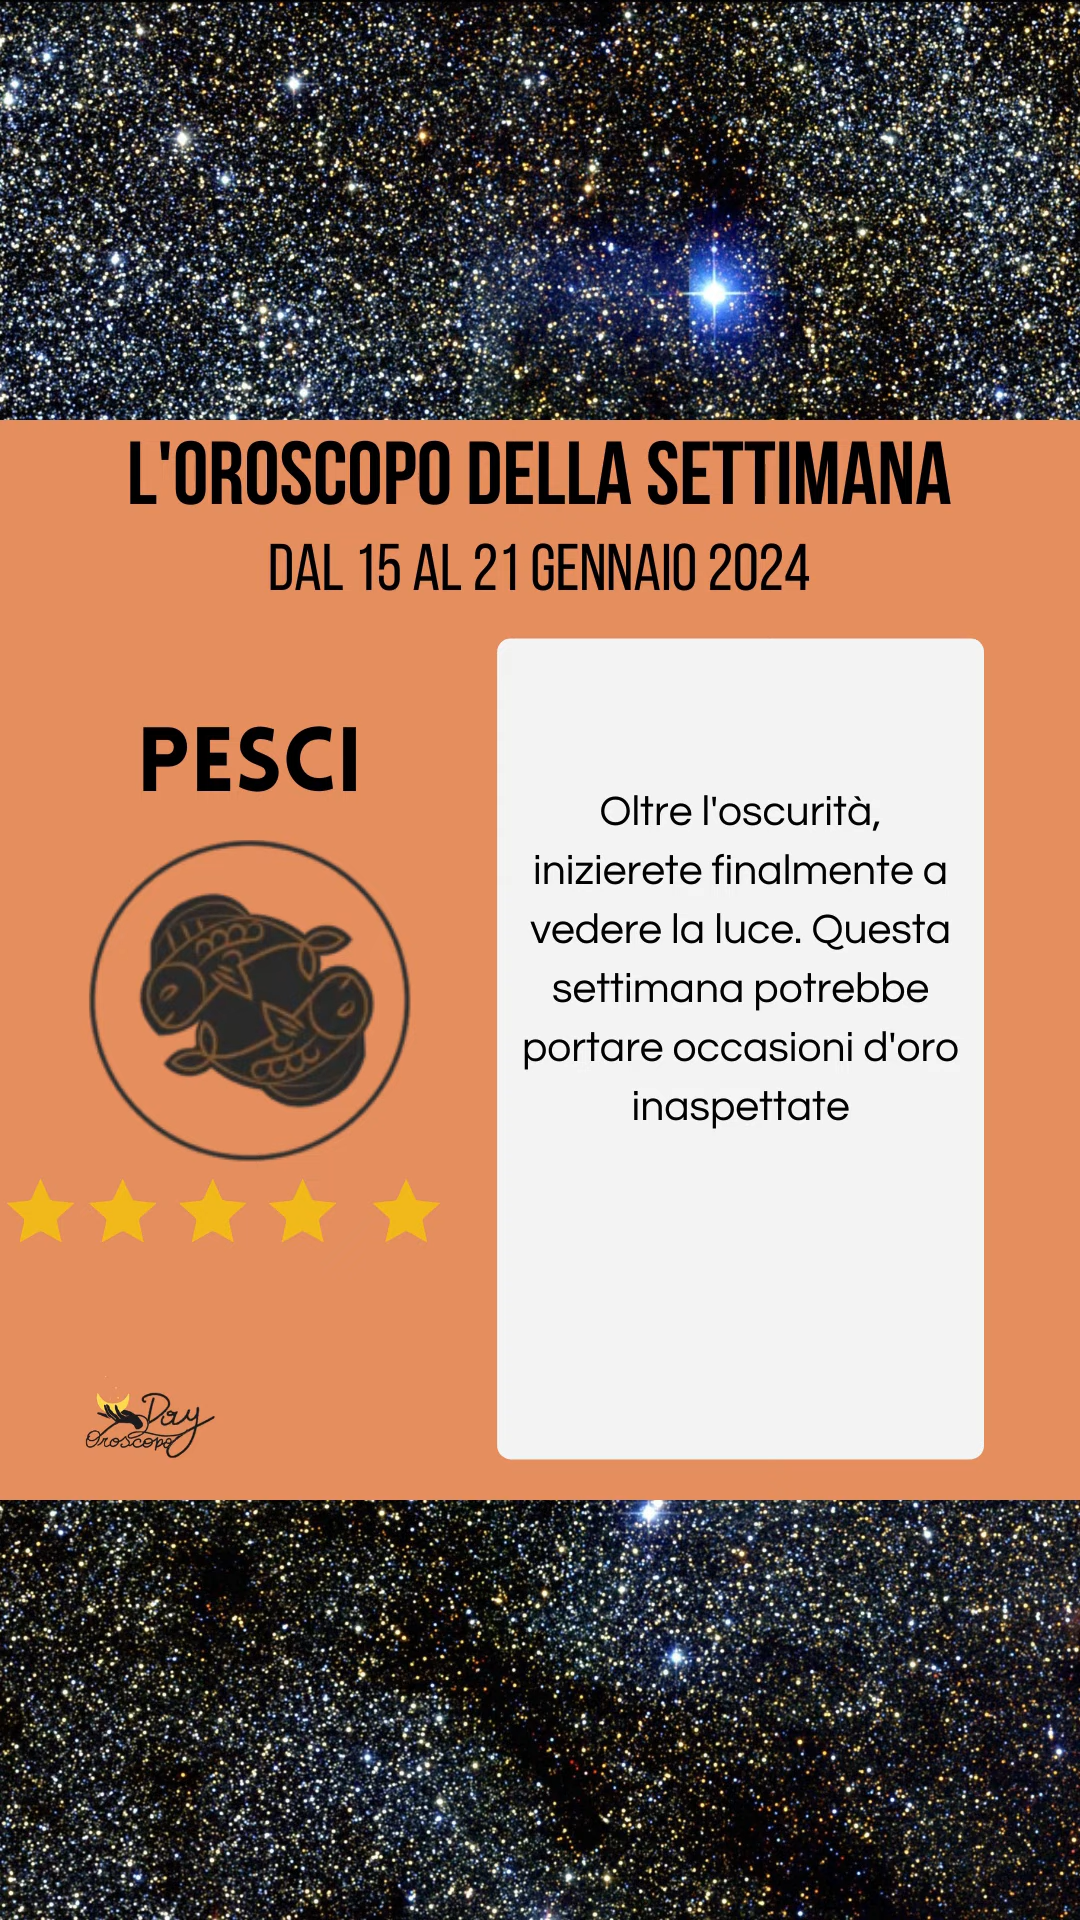 L'OROSCOPO DELLA SETTIMANA
DAL 15 AL 21 GENNAIO 2024
PESCI
Oltre l'oscurità,
inizierete finalmente a
vedere la luce. Questa
settimana potrebbe
portare occasioni d'oro
inaspettate
Day
Oroscopo